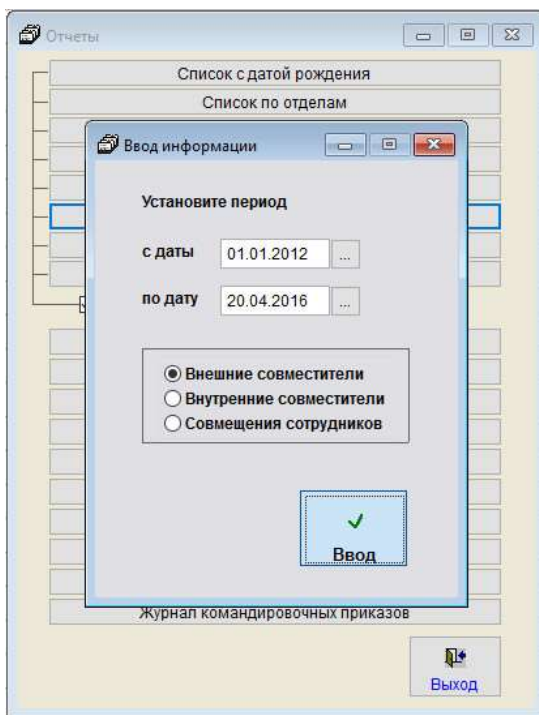 Отчеты
Список с датой рождения
Список по отделам
Ввод информации
Установите период
с даты 01.01.2012 ...
по дату 20.04.2016 ...
Внешние совместители
Внутренние совместители
Совмещения сотрудников
Ввод
Журнал командировочных приказов
Выход